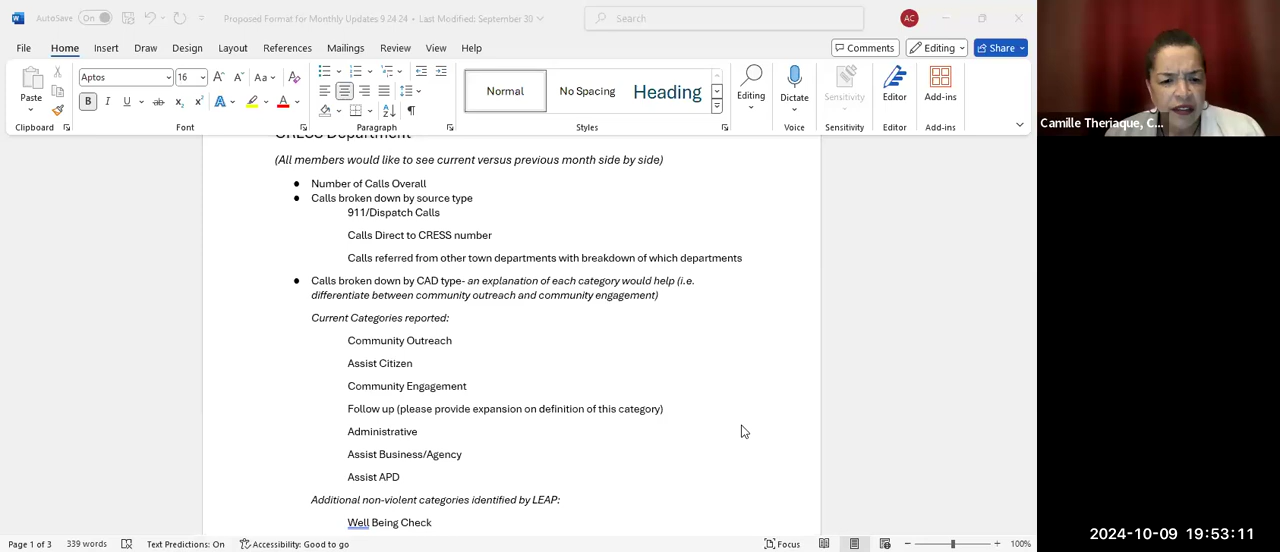 AutoSave Off Proposed Format for Monthly Updates 9.24 24 • Last Modified: September 30 Search AC
File Home Insert Draw Design Layout References Mailings Review View Help Comments Editing Share
Aptos 16 A A Aa A
Paste B I U ab x₂ x² A A Normal No Spacing Heading Editing Dictate Sensitivity Editor Add-ins
Clipboard Font Paragraph Styles Voice Sensitivity Editor Add-ins
Camille Theriaque, C...
CRESS Department
(All members would like to see current versus previous month side by side)
● Number of Calls Overall
● Calls broken down by source type
911/Dispatch Calls
Calls Direct to CRESS number
Calls referred from other town departments with breakdown of which departments
● Calls broken down by CAD type- an explanation of each category would help (i.e.
differentiate between community outreach and community engagement)
Current Categories reported:
Community Outreach
Assist Citizen
Community Engagement
Follow up (please provide expansion on definition of this category)
Administrative
Assist Business/Agency
Assist APD
Additional non-violent categories identified by LEAP:
Well Being Check
2024-10-09 19:53:11
Page 1 of 3 339 words Text Predictions: On Accessibility: Good to go Focus 100%